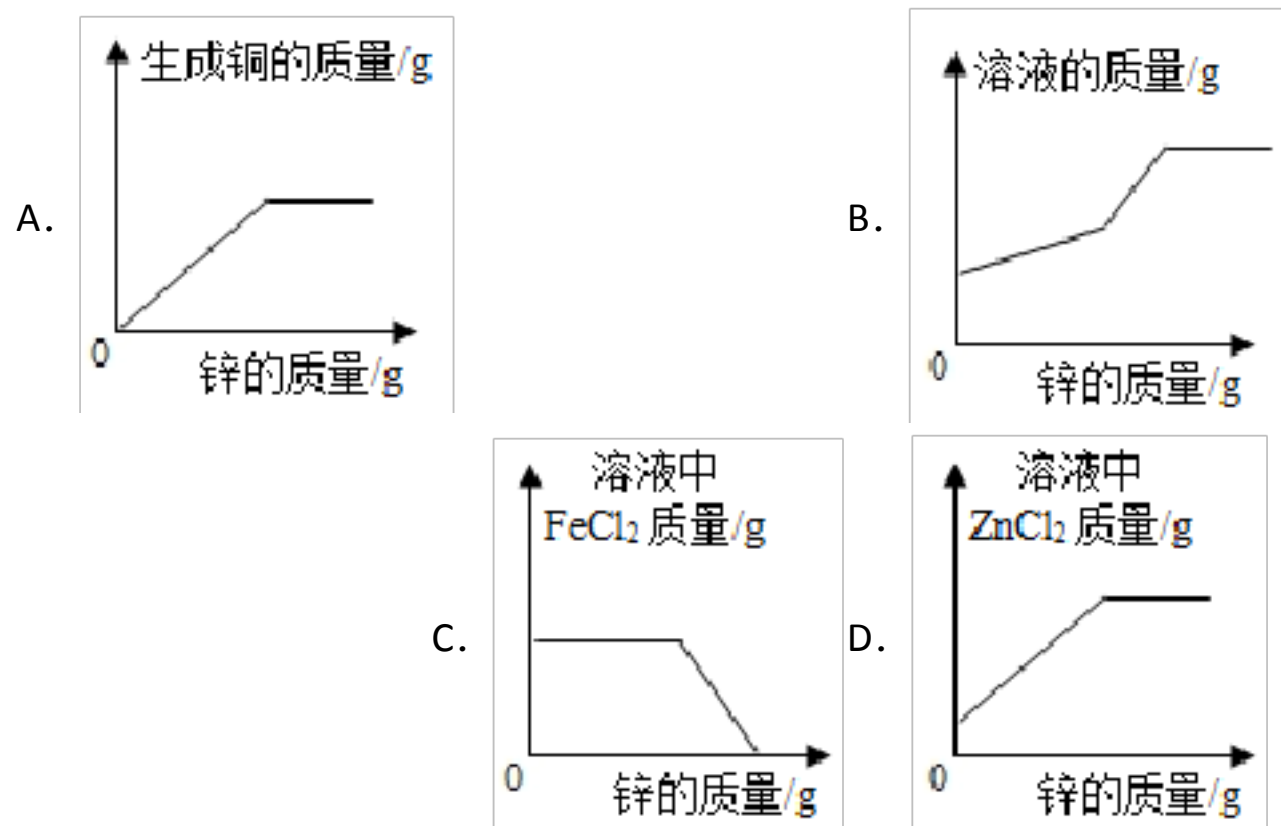 A.
生成铜的质量/g
0
锌的质量/g
B.
溶液的质量/g
0
锌的质量/g
C.
溶液中
FeCl₂ 质量/g
0
锌的质量/g
D.
溶液中
ZnCl₂ 质量/g
0
锌的质量/g